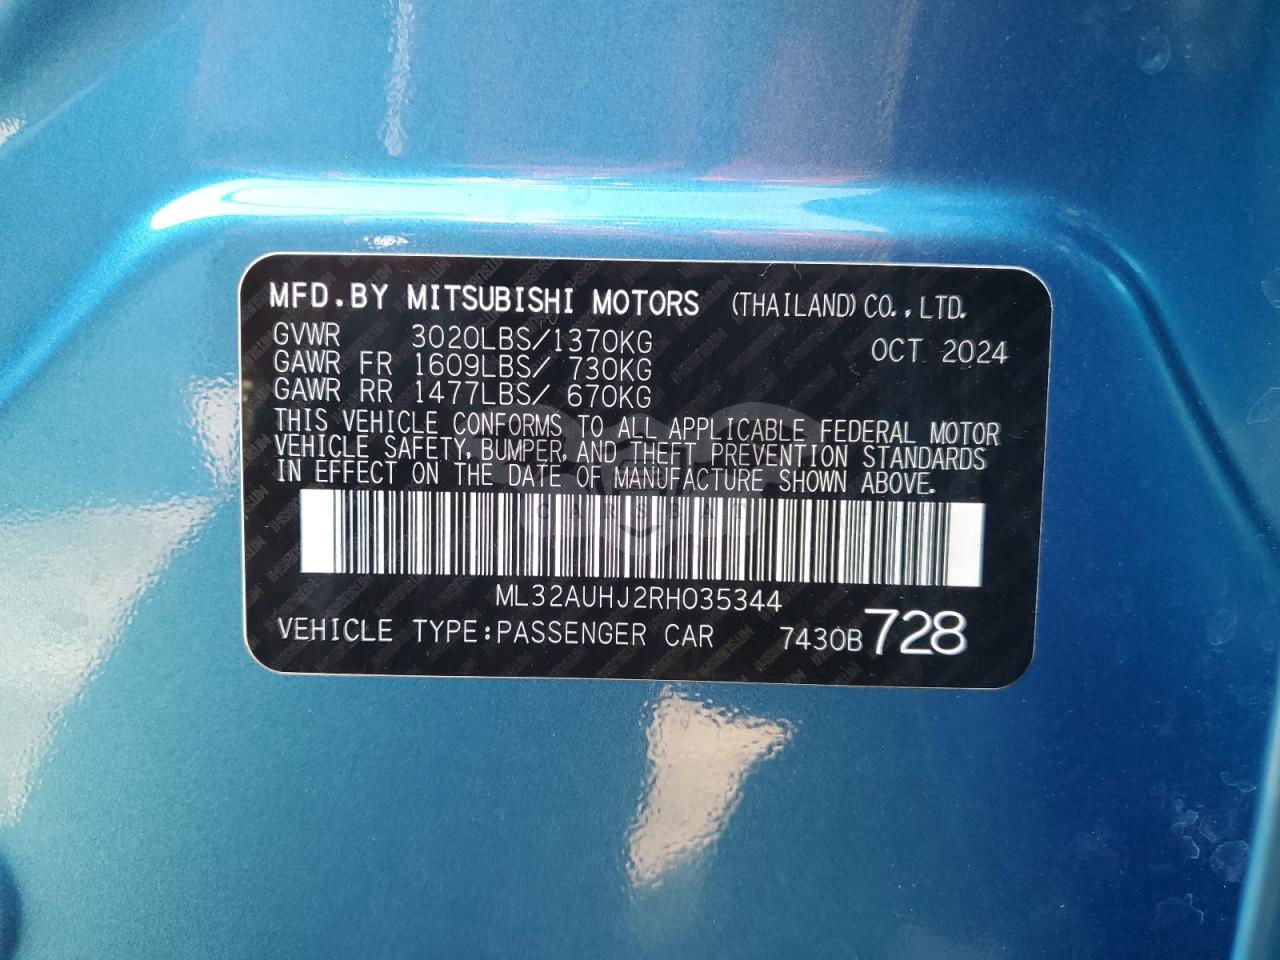 MFD.BY MITSUBISHI MOTORS (THAILAND) CO., LTD.
GVWR 3020LBS/1370KG OCT 2024
GAWR FR 1609LBS/ 730KG
GAWR RR 1477LBS/ 670KG
THIS VEHICLE CONFORMS TO ALL APPLICABLE FEDERAL MOTOR
VEHICLE SAFETY, BUMPER, AND THEFT PREVENTION STANDARDS
IN EFFECT ON THE DATE OF MANUFACTURE SHOWN ABOVE.
ML32AUHJ2RH035344
VEHICLE TYPE:PASSENGER CAR 7430B 728